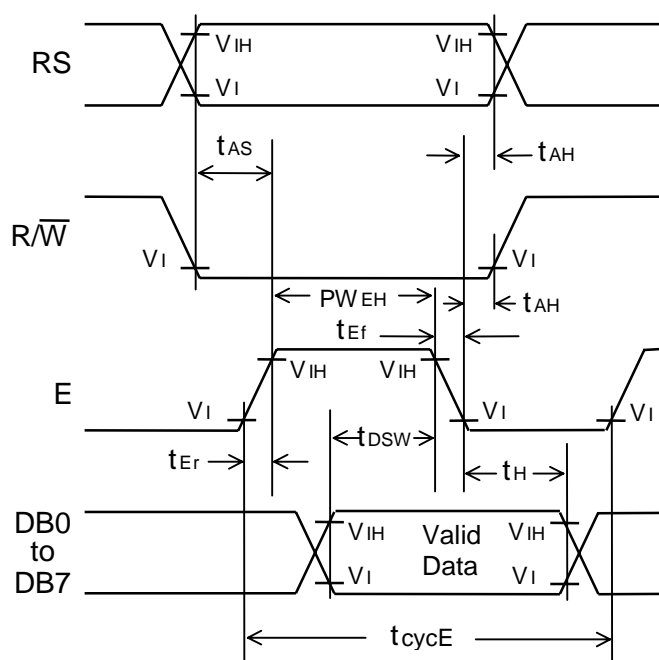 RS
VIH
VIH
VI
VI
tAS
tAH
R/W̅
VI
VI
PWEH
tAH
tEf
E
VIH
VIH
VI
VI
VI
tDSW
tEr
tH
DB0
to
DB7
VIH
Valid
Data
VIH
VI
VI
tcycE